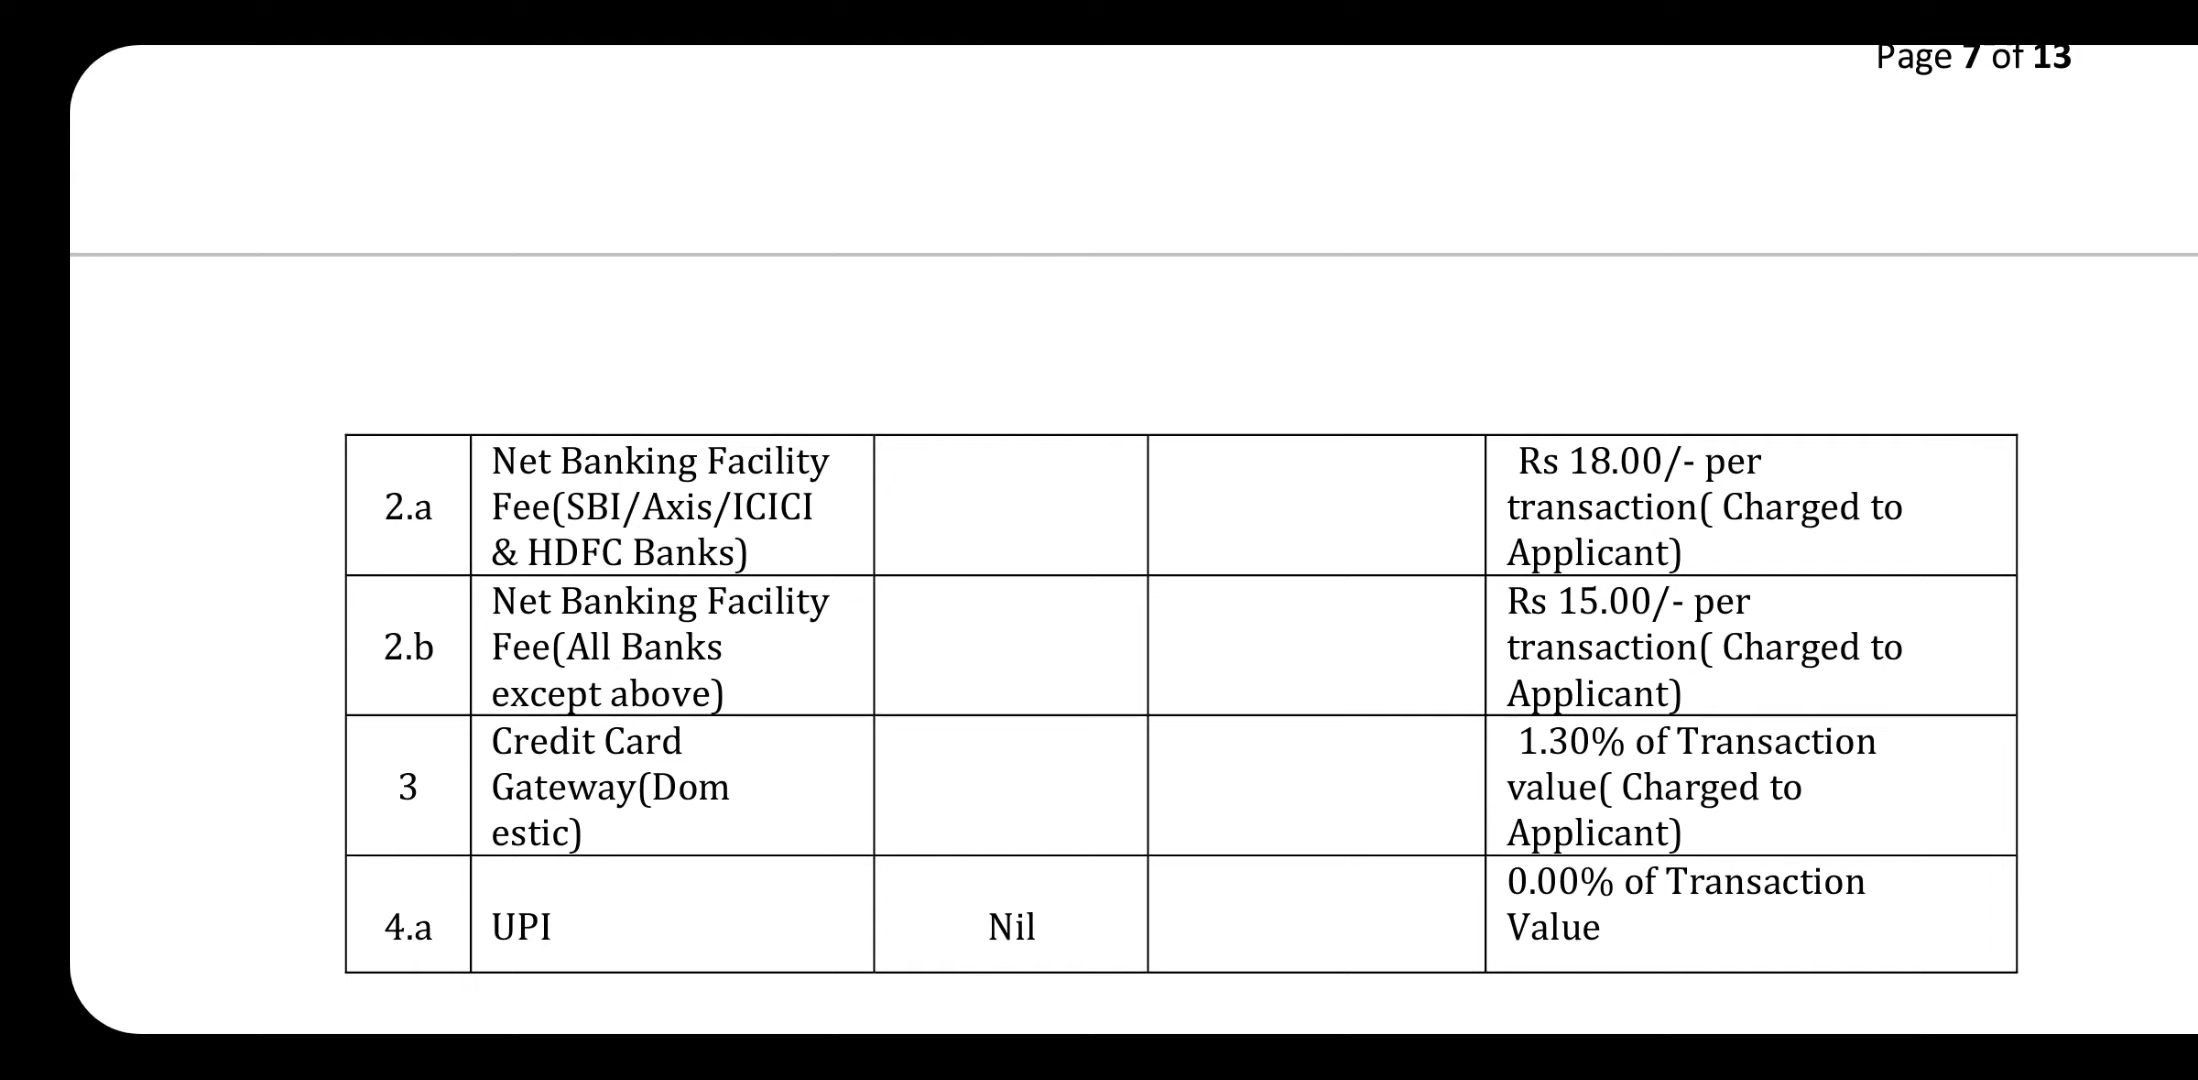 Page 7 of 13
2.a
Net Banking Facility
Fee(SBI/Axis/ICICI
& HDFC Banks)
Rs 18.00/- per
transaction( Charged to
Applicant)
2.b
Net Banking Facility
Fee(All Banks
except above)
Rs 15.00/- per
transaction( Charged to
Applicant)
3
Credit Card
Gateway(Dom
estic)
1.30% of Transaction
value( Charged to
Applicant)
4.a
UPI
Nil
0.00% of Transaction
Value